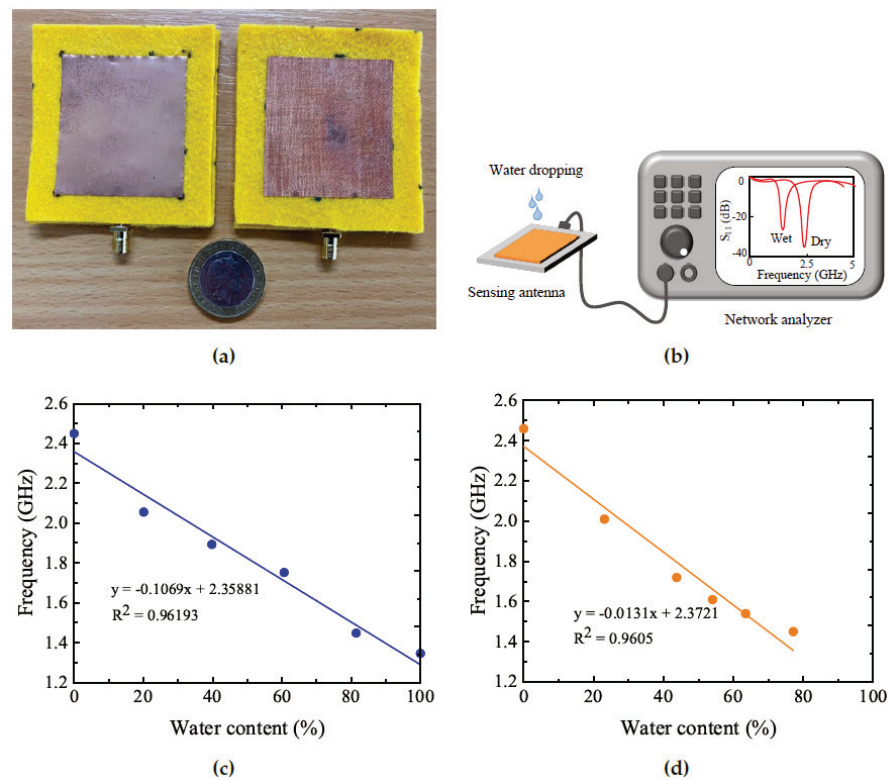 (a)
Water dropping
Sensing antenna
S11 (dB)
0
-20
-40
Wet
Dry
2.5
5
Frequency (GHz)
Network analyzer
(b)
Frequency (GHz)
2.6
2.4
2.2
2.0
1.8
1.6
1.4
1.2
y = -0.1069x + 2.35881
R² = 0.96193
0
20
40
60
80
100
Water content (%)
(c)
Frequency (GHz)
2.6
2.4
2.2
2.0
1.8
1.6
1.4
1.2
y = -0.0131x + 2.3721
R² = 0.9605
0
20
40
60
80
100
Water content (%)
(d)